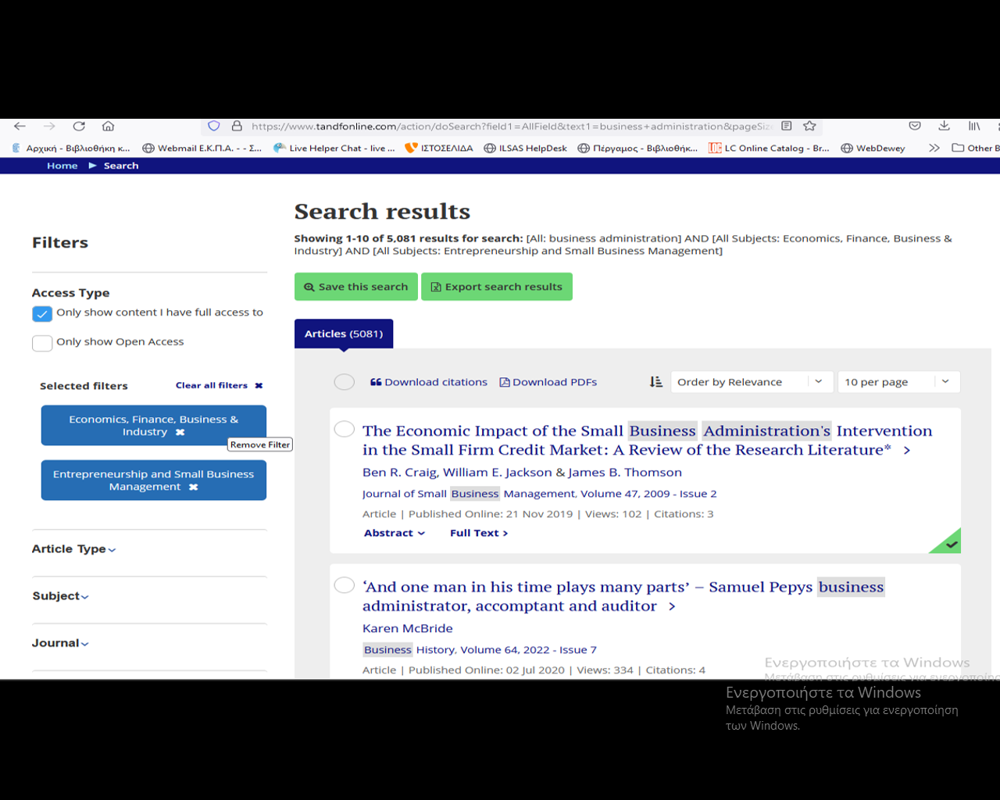 https://www.tandfonline.com/action/doSearch?field1=AllField&text1=business+administration&pageSiz
Αρχική - Βιβλιοθήκη κ... Webmail Ε.Κ.Π.Α. - - Σ... Live Helper Chat - live ... ΙΣΤΟΣΕΛΙΔΑ ILSAS HelpDesk Πέργαμος - Βιβλιοθήκ... LC Online Catalog - Br... WebDewey Other B
Home Search
Search results
Showing 1-10 of 5,081 results for search: [All: business administration] AND [All Subjects: Economics, Finance, Business &
Industry] AND [All Subjects: Entrepreneurship and Small Business Management]
Filters
Save this search Export search results
Access Type
Only show content I have full access to
Only show Open Access
Selected filters Clear all filters
Economics, Finance, Business &
Industry
Remove Filter
Entrepreneurship and Small Business
Management
Article Type
Subject
Journal
Articles (5081)
Download citations Download PDFs Order by Relevance 10 per page
The Economic Impact of the Small Business Administration's Intervention
in the Small Firm Credit Market: A Review of the Research Literature*
Ben R. Craig, William E. Jackson & James B. Thomson
Journal of Small Business Management, Volume 47, 2009 - Issue 2
Article | Published Online: 21 Nov 2019 | Views: 102 | Citations: 3
Abstract Full Text
‘And one man in his time plays many parts’ – Samuel Pepys business
administrator, accomptant and auditor
Karen McBride
Business History, Volume 64, 2022 - Issue 7
Article | Published Online: 02 Jul 2020 | Views: 334 | Citations: 4
Ενεργοποιήστε τα Windows
Μετάβαση στις ρυθμίσεις για ενεργοποίησ
Ενεργοποιήστε τα Windows
Μετάβαση στις ρυθμίσεις για ενεργοποίηση
των Windows.